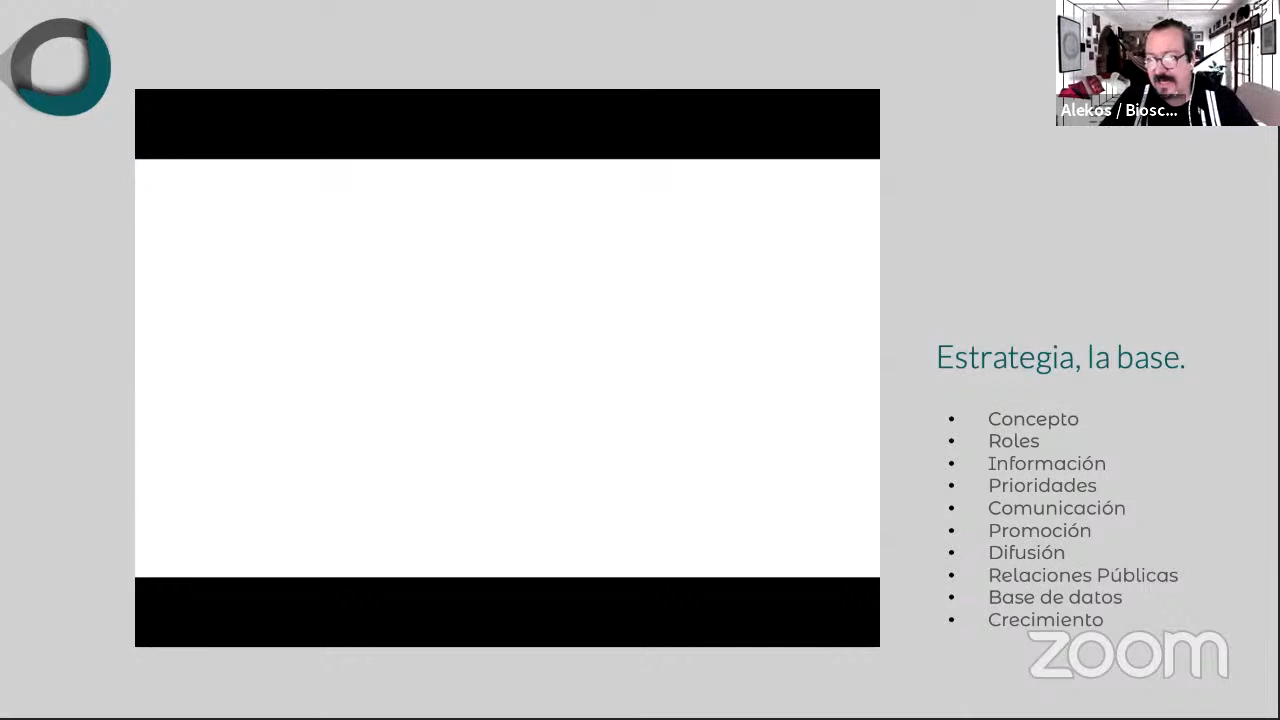 Alekos / Biosc...
Estrategia, la base.
• Concepto
• Roles
• Información
• Prioridades
• Comunicación
• Promoción
• Difusión
• Relaciones Públicas
• Base de datos
• Crecimiento
zoom